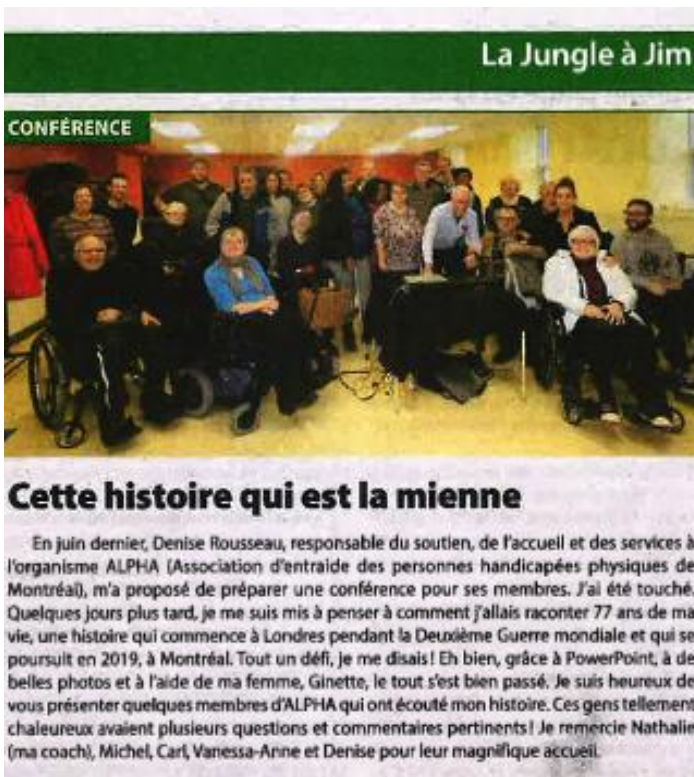 La Jungle à Jim
CONFÉRENCE
Cette histoire qui est la mienne
En juin dernier, Denise Rousseau, responsable du soutien, de l'accueil et des services à
l'organisme ALPHA (Association d'entraide des personnes handicapées physiques de
Montréal), m'a proposé de préparer une conférence pour ses membres. J'ai été touché.
Quelques jours plus tard, je me suis mis à penser à comment j'allais raconter 77 ans de ma
vie, une histoire qui commence à Londres pendant la Deuxième Guerre mondiale et qui se
poursuit en 2019, à Montréal. Tout un défi, je me disais! Eh bien, grâce à PowerPoint, à de
belles photos et à l'aide de ma femme, Ginette, le tout s'est bien passé. Je suis heureux de
vous présenter quelques membres d'ALPHA qui ont écouté mon histoire. Ces gens tellement
chaleureux avaient plusieurs questions et commentaires pertinents! Je remercie Nathalie
(ma coach), Michel, Carl, Vanessa-Anne et Denise pour leur magnifique accueil.